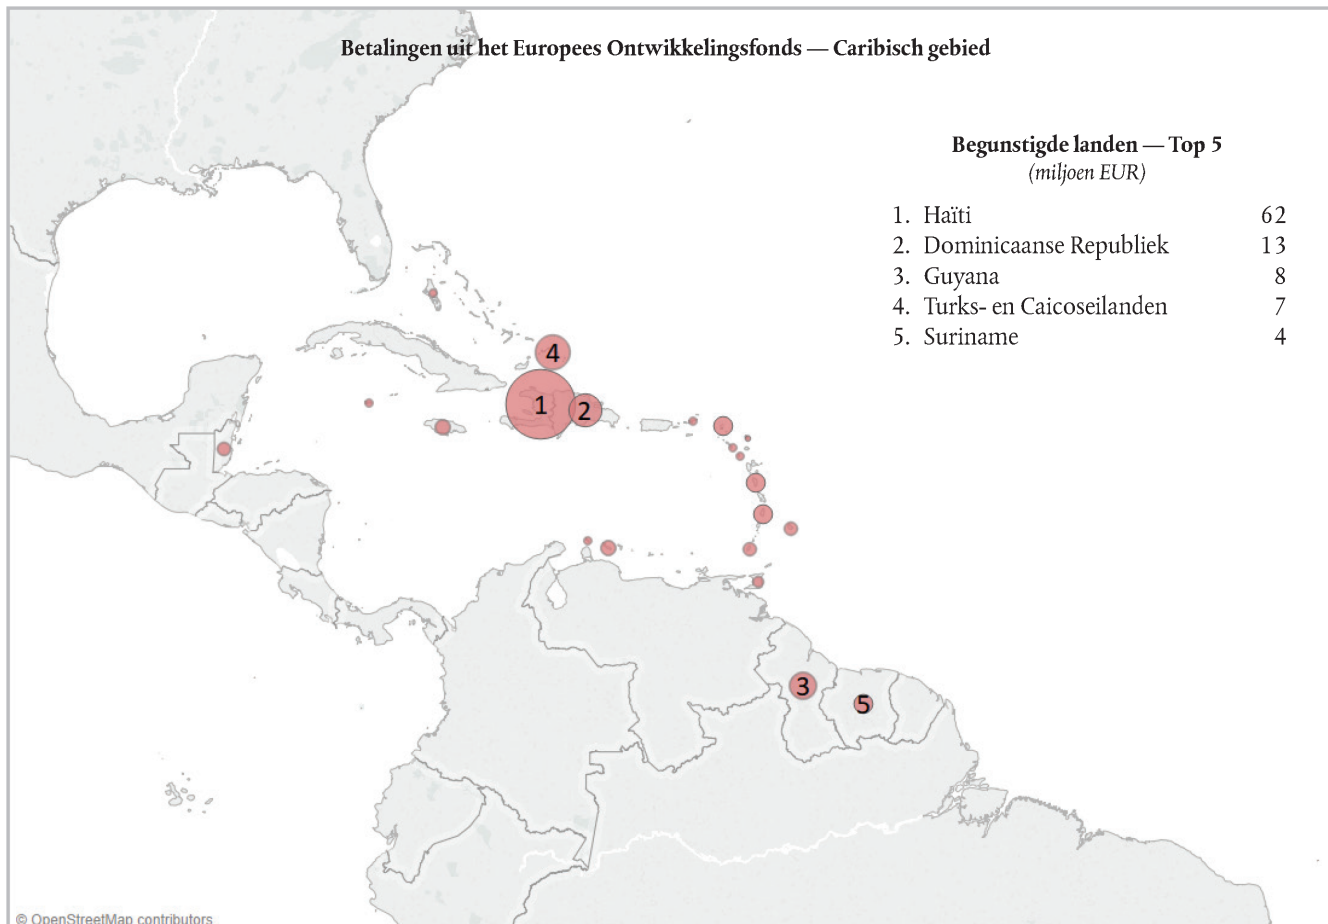 Betalingen uit het Europees Ontwikkelingsfonds — Caribisch gebied
Begunstigde landen — Top 5
(miljoen EUR)
1. Haïti 62
2. Dominicaanse Republiek 13
3. Guyana 8
4. Turks- en Caicoseilanden 7
5. Suriname 4
4
1
2
3
5
© OpenStreetMap contributors